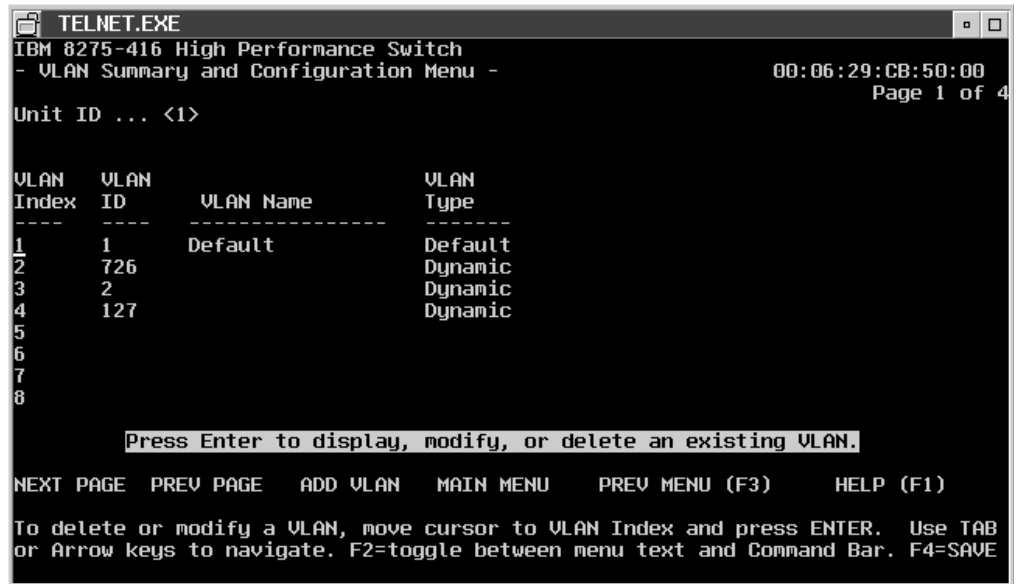 TELNET.EXE
IBM 8275-416 High Performance Switch
- VLAN Summary and Configuration Menu - 00:06:29:CB:50:00
Page 1 of 4
Unit ID ... <1>
VLAN VLAN VLAN
Index ID VLAN Name Type
---- ---- ---------------- -------
1 1 Default Default
2 726 Dynamic
3 2 Dynamic
4 127 Dynamic
5
6
7
8
Press Enter to display, modify, or delete an existing VLAN.
NEXT PAGE PREV PAGE ADD VLAN MAIN MENU PREV MENU (F3) HELP (F1)
To delete or modify a VLAN, move cursor to VLAN Index and press ENTER. Use TAB
or Arrow keys to navigate. F2=toggle between menu text and Command Bar. F4=SAVE